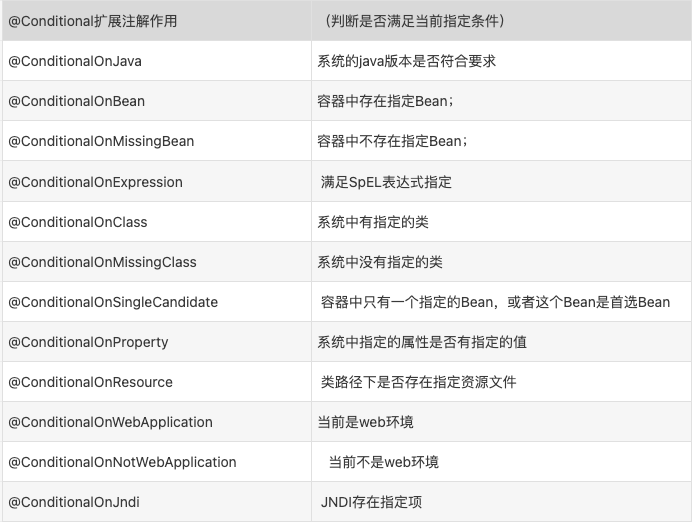 @Conditional扩展注解作用 （判断是否满足当前指定条件）
@ConditionalOnJava 系统的java版本是否符合要求
@ConditionalOnBean 容器中存在指定Bean；
@ConditionalOnMissingBean 容器中不存在指定Bean；
@ConditionalOnExpression 满足SpEL表达式指定
@ConditionalOnClass 系统中有指定的类
@ConditionalOnMissingClass 系统中没有指定的类
@ConditionalOnSingleCandidate 容器中只有一个指定的Bean，或者这个Bean是首选Bean
@ConditionalOnProperty 系统中指定的属性是否有指定的值
@ConditionalOnResource 类路径下是否存在指定资源文件
@ConditionalOnWebApplication 当前是web环境
@ConditionalOnNotWebApplication 当前不是web环境
@ConditionalOnJndi JNDI存在指定项